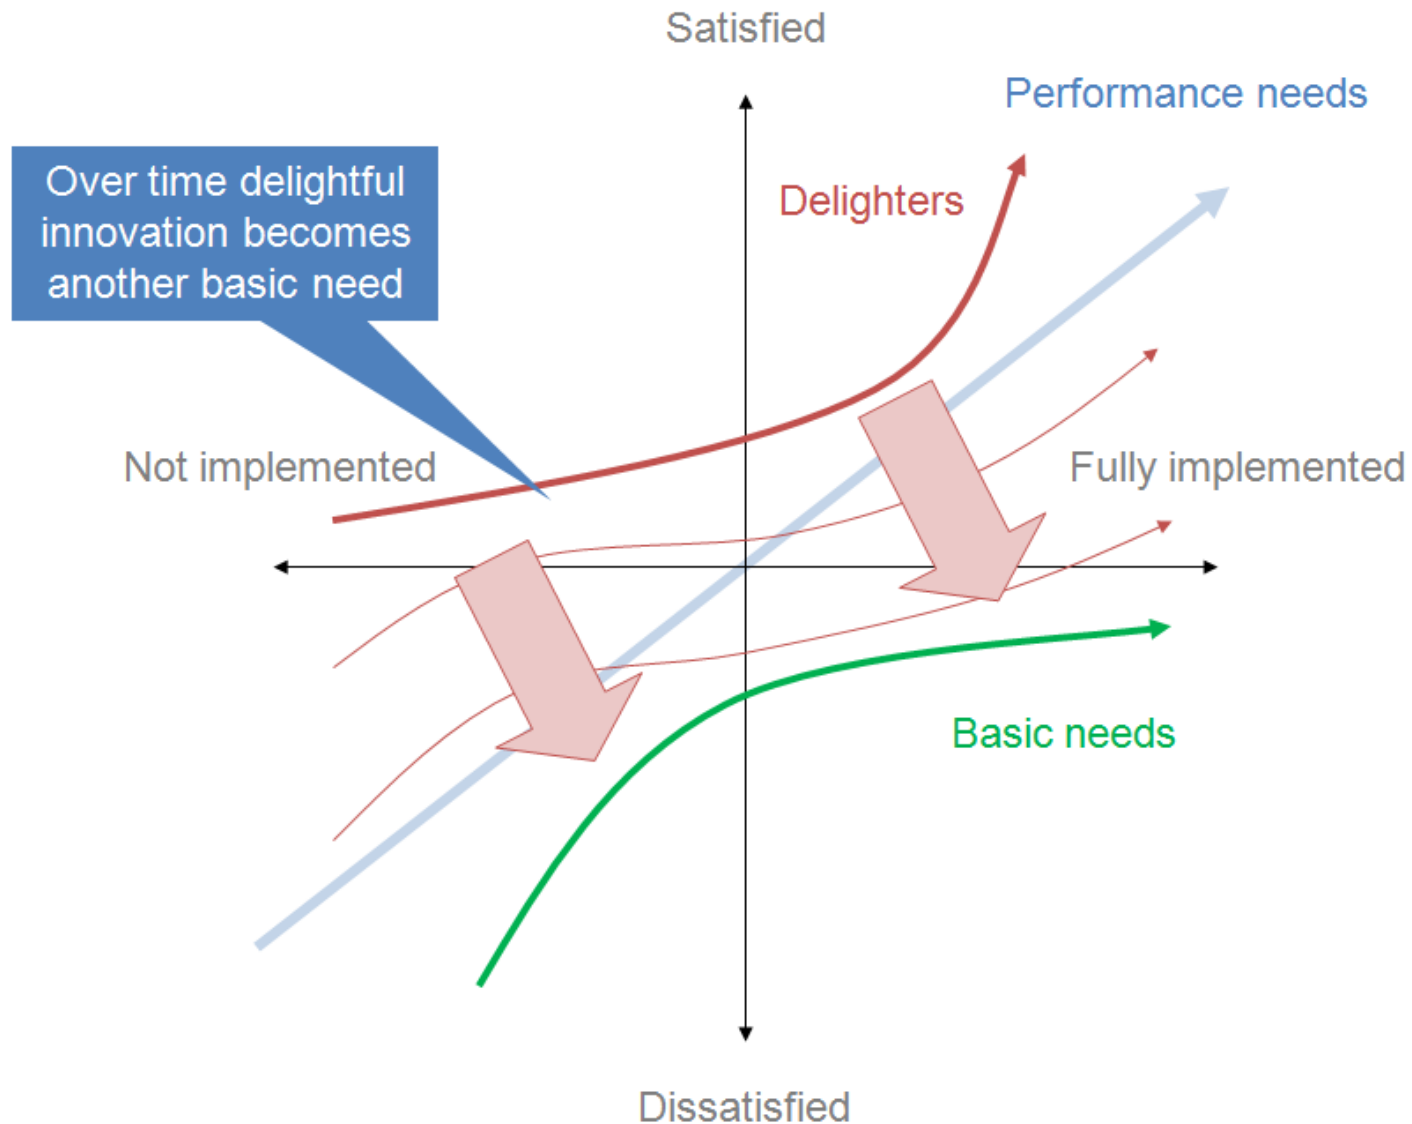 Satisfied
Performance needs
Over time delightful
innovation becomes
another basic need
Delighters
Not implemented
Fully implemented
Basic needs
Dissatisfied